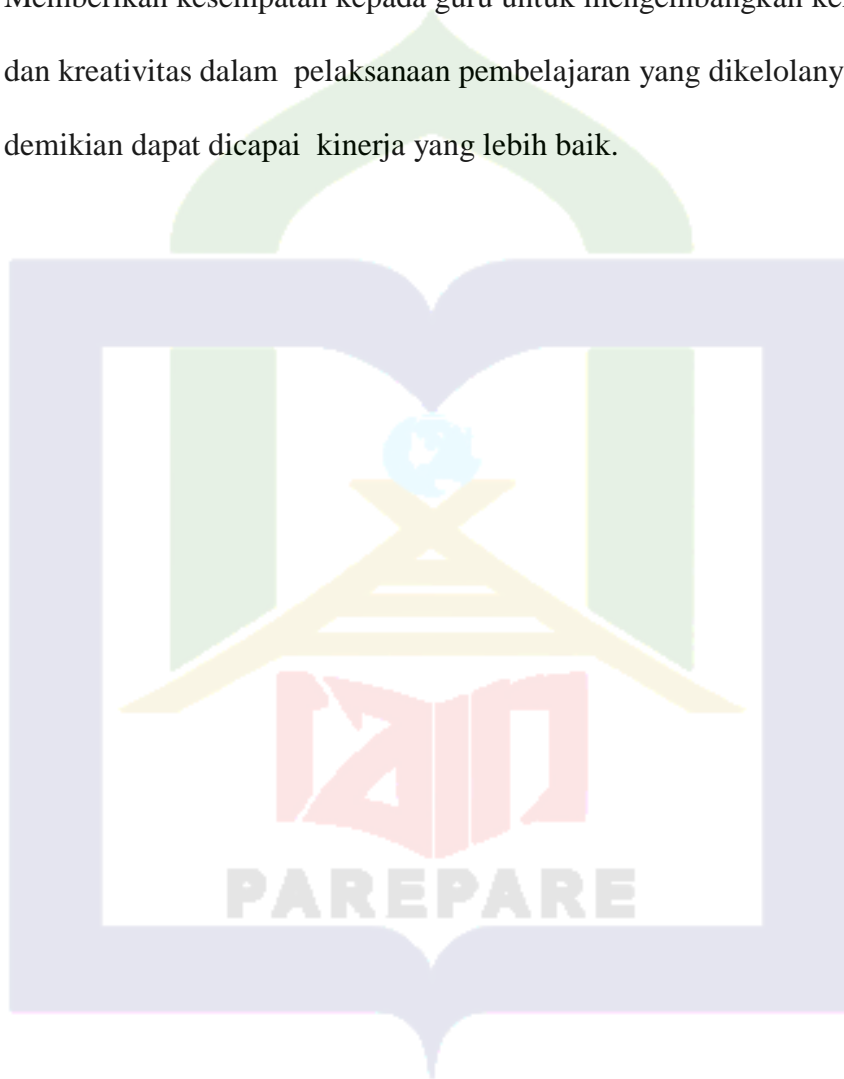 Memberikan kesempatan kepada guru untuk mengembangkan
dan kreativitas dalam pelaksanaan pembelajaran yang
demikian dapat dicapai kinerja yang lebih baik.
iain
PAREPARE